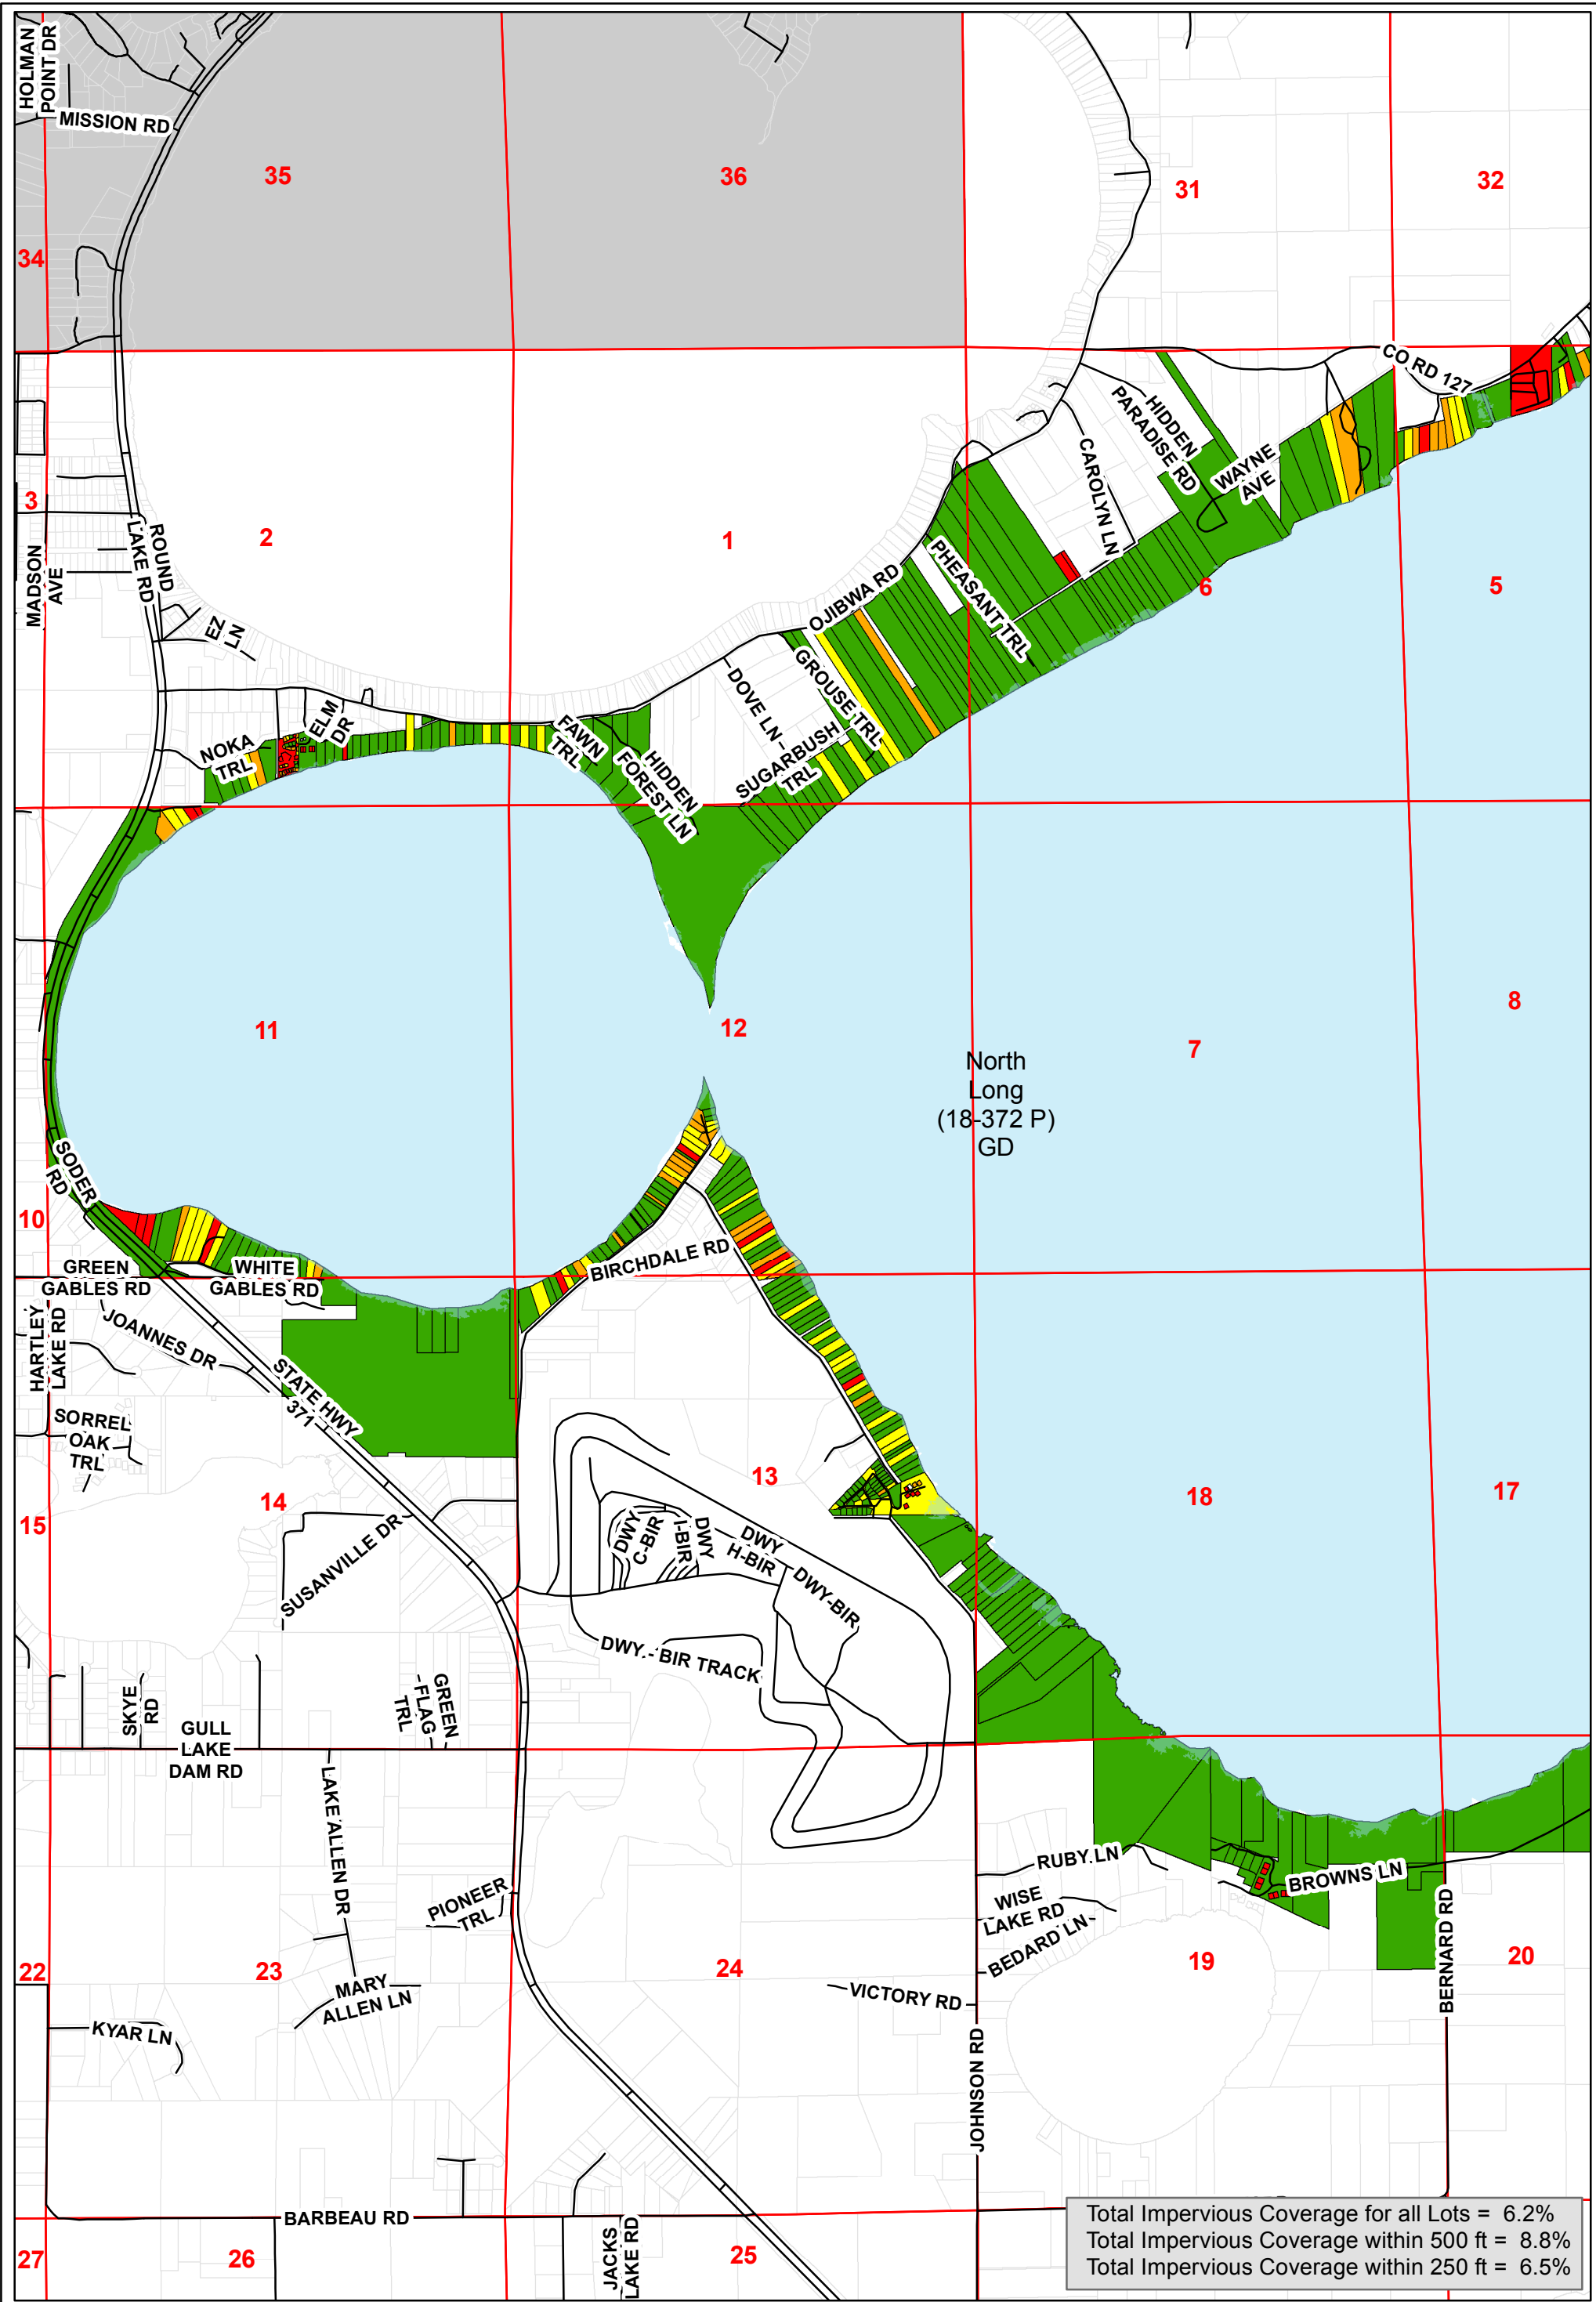 HOLMAN
POINT DR
MISSION RD
35
36
31
32
34
CO RD 127
HIDDEN
PARADISE RD
CAROLYN LN
WAYNE
AVE
3
2
1
6
5
MADSON
AVE
ROUND
LAKE RD
EZ
LN
OJIBWA RD
PHEASANT TRL
GROUSE TRL
DOVE LN
SUGARBUSH
TRL
ELM
DR
NOKA
TRL
FAWN
TRL
HIDDEN
FOREST LN
11
12
7
8
North
Long
(18-372 P)
GD
SODER
RD
10
BIRCHDALE RD
GREEN
GABLES RD
WHITE
GABLES RD
HARTLEY
LAKE RD
JOANNES DR
STATE HWY
371
SORREL
OAK
TRL
14
13
18
17
15
SUSANVILLE DR
DWY
C-BIR
I-BIR
DWY
DWY
H-BIR
DWY-BIR
DWY - BIR TRACK
SKYE
RD
GREEN
FLAG
TRL
GULL
LAKE
DAM RD
LAKE ALLEN DR
PIONEER
TRL
RUBY LN
WISE
LAKE RD
BEDARD LN
BROWNS LN
BERNARD RD
22
23
24
19
20
MARY
ALLEN LN
VICTORY RD
KYAR LN
JOHNSON RD
BARBEAU RD
27
26
JACKS
LAKE RD
25
Total Impervious Coverage for all Lots = 6.2%
Total Impervious Coverage within 500 ft = 8.8%
Total Impervious Coverage within 250 ft = 6.5%